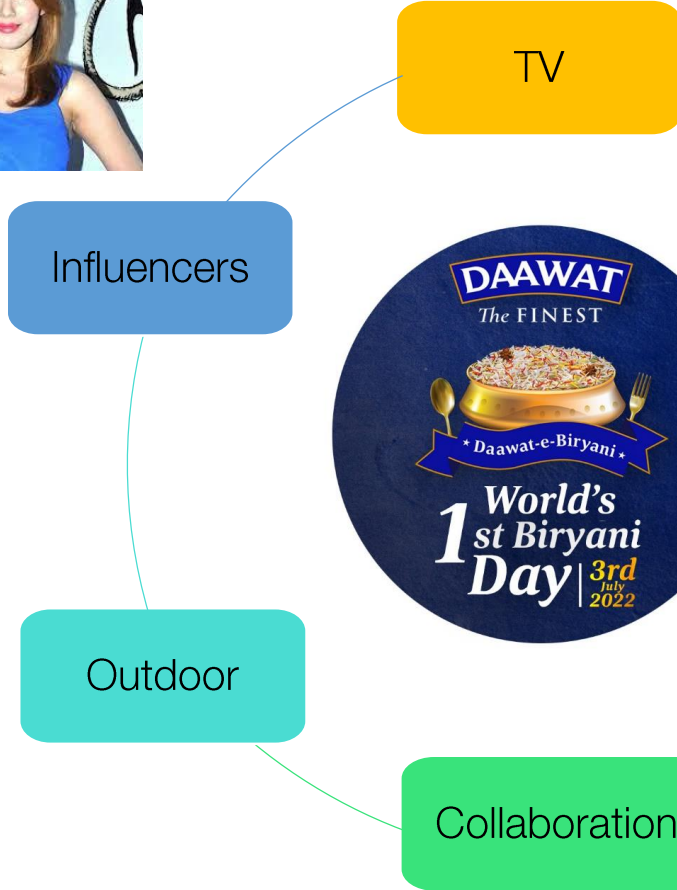 TV
Influencers
DAAWAT
The FINEST
★ Daawat-e-Biryani ★
World's
1st Biryani
Day | 3rd
July
2022
Outdoor
Collaboration